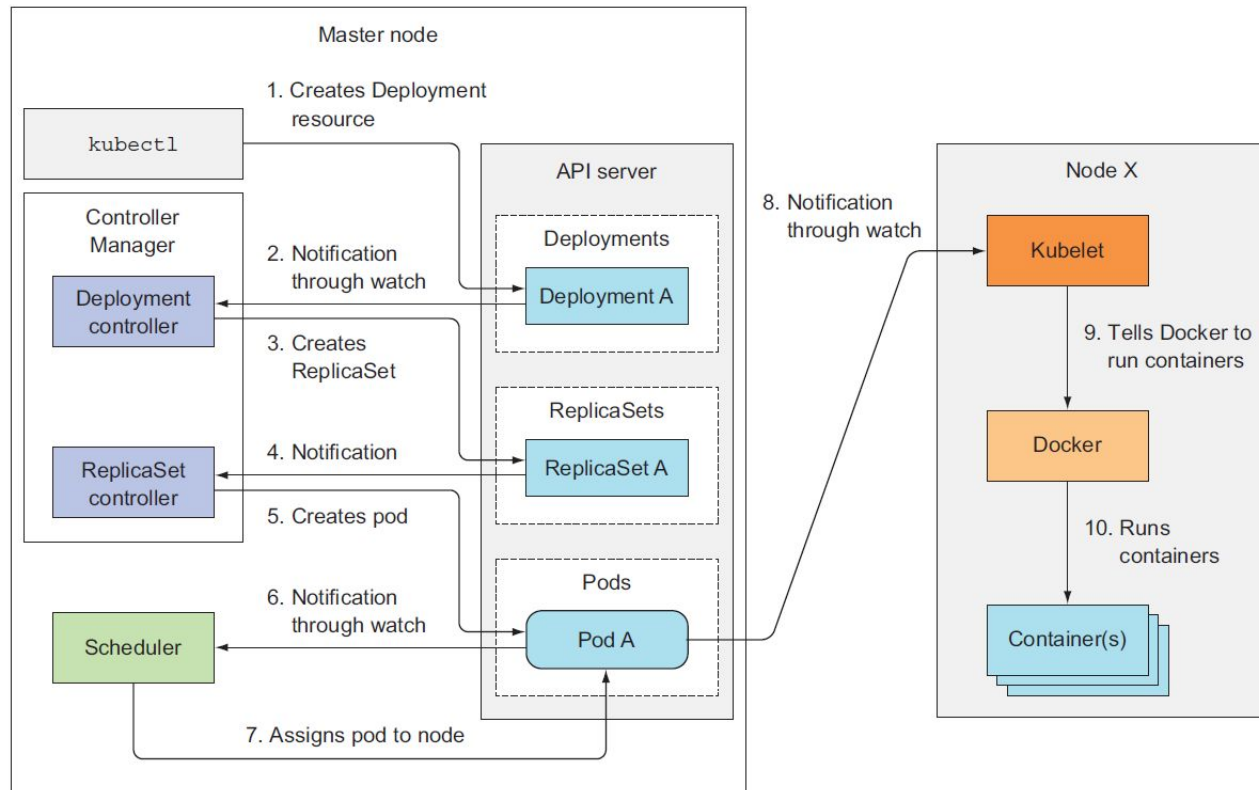 Master node
1. Creates Deployment
resource
kubectl
API server
Node X
Controller
Manager
8. Notification
through watch
Deployments
Kubelet
2. Notification
through watch
Deployment
controller
Deployment A
3. Creates
ReplicaSet
9. Tells Docker to
run containers
ReplicaSets
Docker
4. Notification
ReplicaSet
controller
ReplicaSet A
5. Creates pod
10. Runs
containers
Pods
6. Notification
through watch
Scheduler
Pod A
Container(s)
7. Assigns pod to node